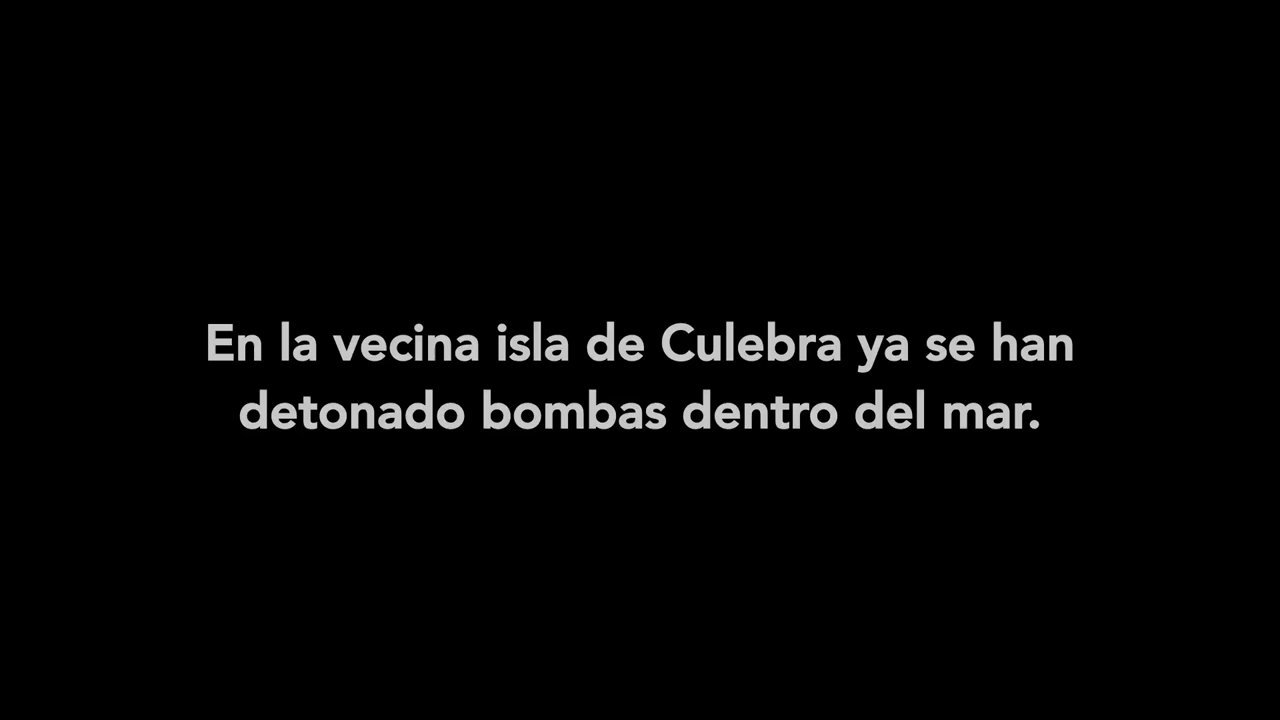 En la vecina isla de Culebra ya se han
detonado bombas dentro del mar.